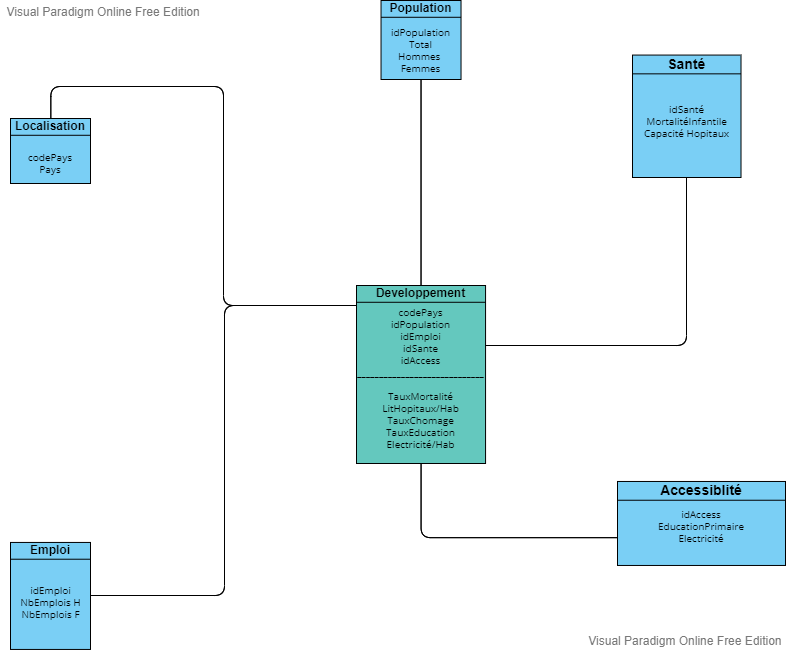 Visual Paradigm Online Free Edition
Population
idPopulation
Total
Hommes
Femmes
Santé
idSanté
MortalitéInfantile
Capacité Hopitaux
Localisation
codePays
Pays
Developpement
codePays
idPopulation
idEmploi
idSante
idAccess
TauxMortalité
LitHopitaux/Hab
TauxChomage
TauxEducation
Electricité/Hab
Accessiblité
idAccess
EducationPrimaire
Electricité
Emploi
idEmploi
NbEmplois H
NbEmplois F
Visual Paradigm Online Free Edition